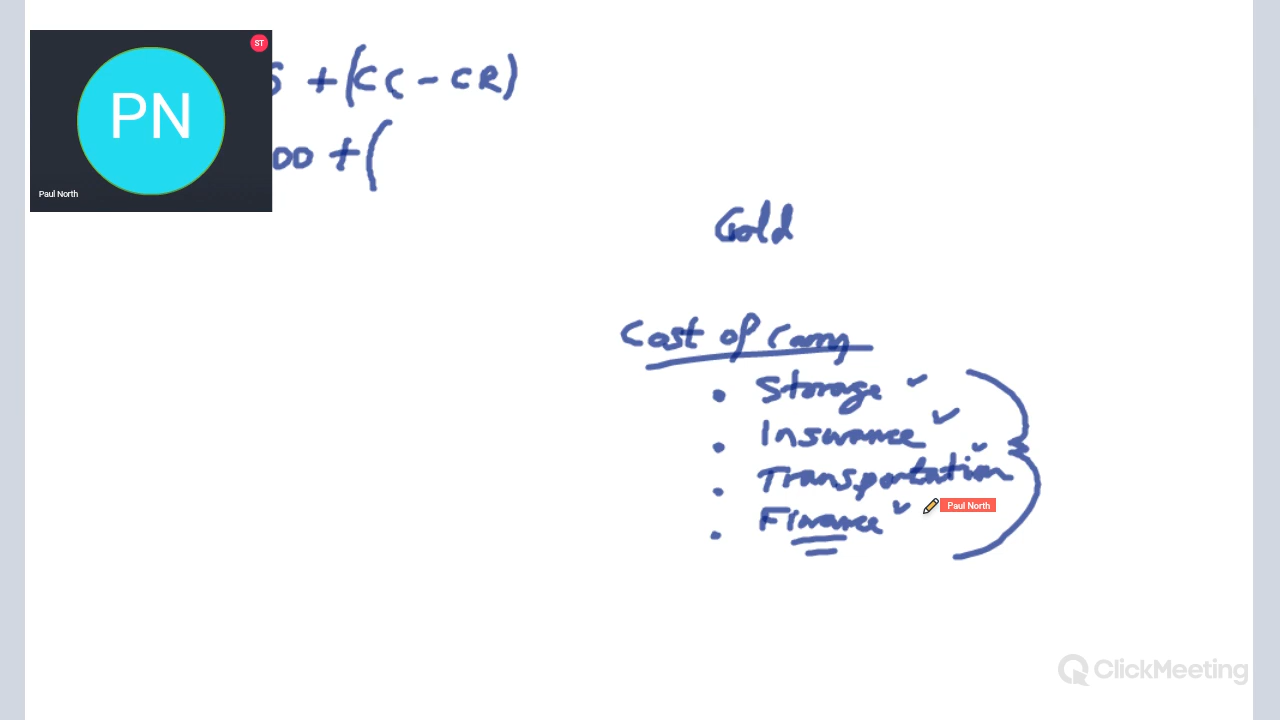 ST
PN
Paul North
S + (CC - CR)
00 + (
Gold
Cost of Carry
• Storage ✓
• Insurance ✓
• Transportation ✓
• Finance ✓
Paul North
ClickMeeting